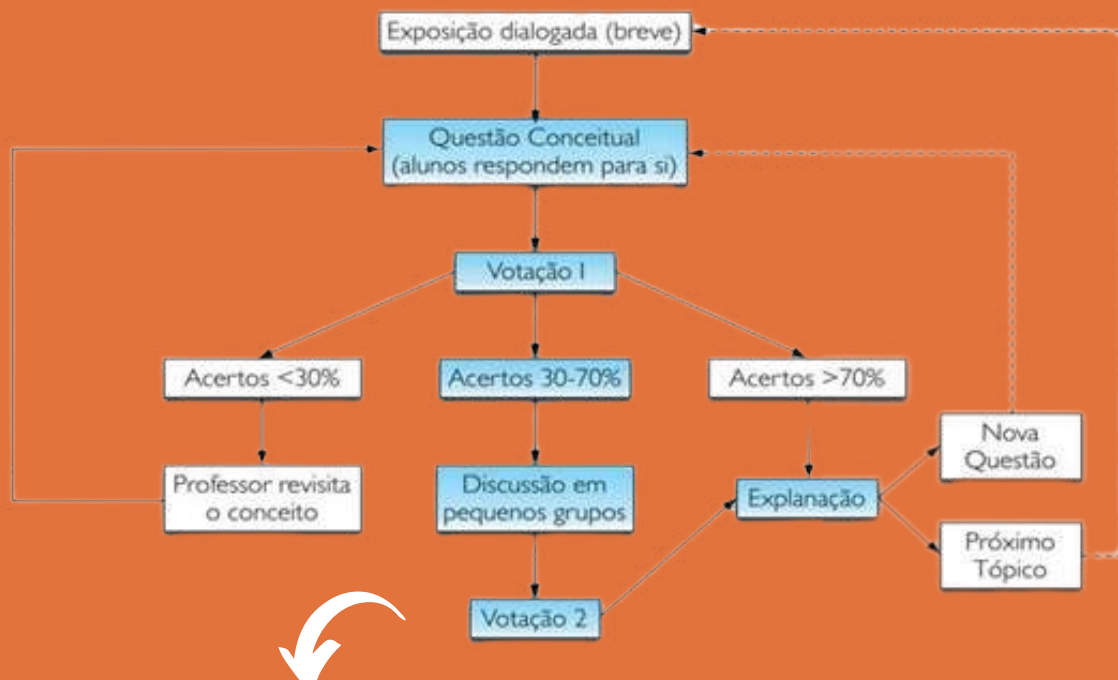 Exposição dialogada (breve)
Questão Conceitual
(alunos respondem para si)
Votação I
Acertos <30%
Acertos 30-70%
Acertos >70%
Professor revisita
o conceito
Discussão em
pequenos grupos
Explanação
Nova
Questão
Próximo
Tópico
Votação 2